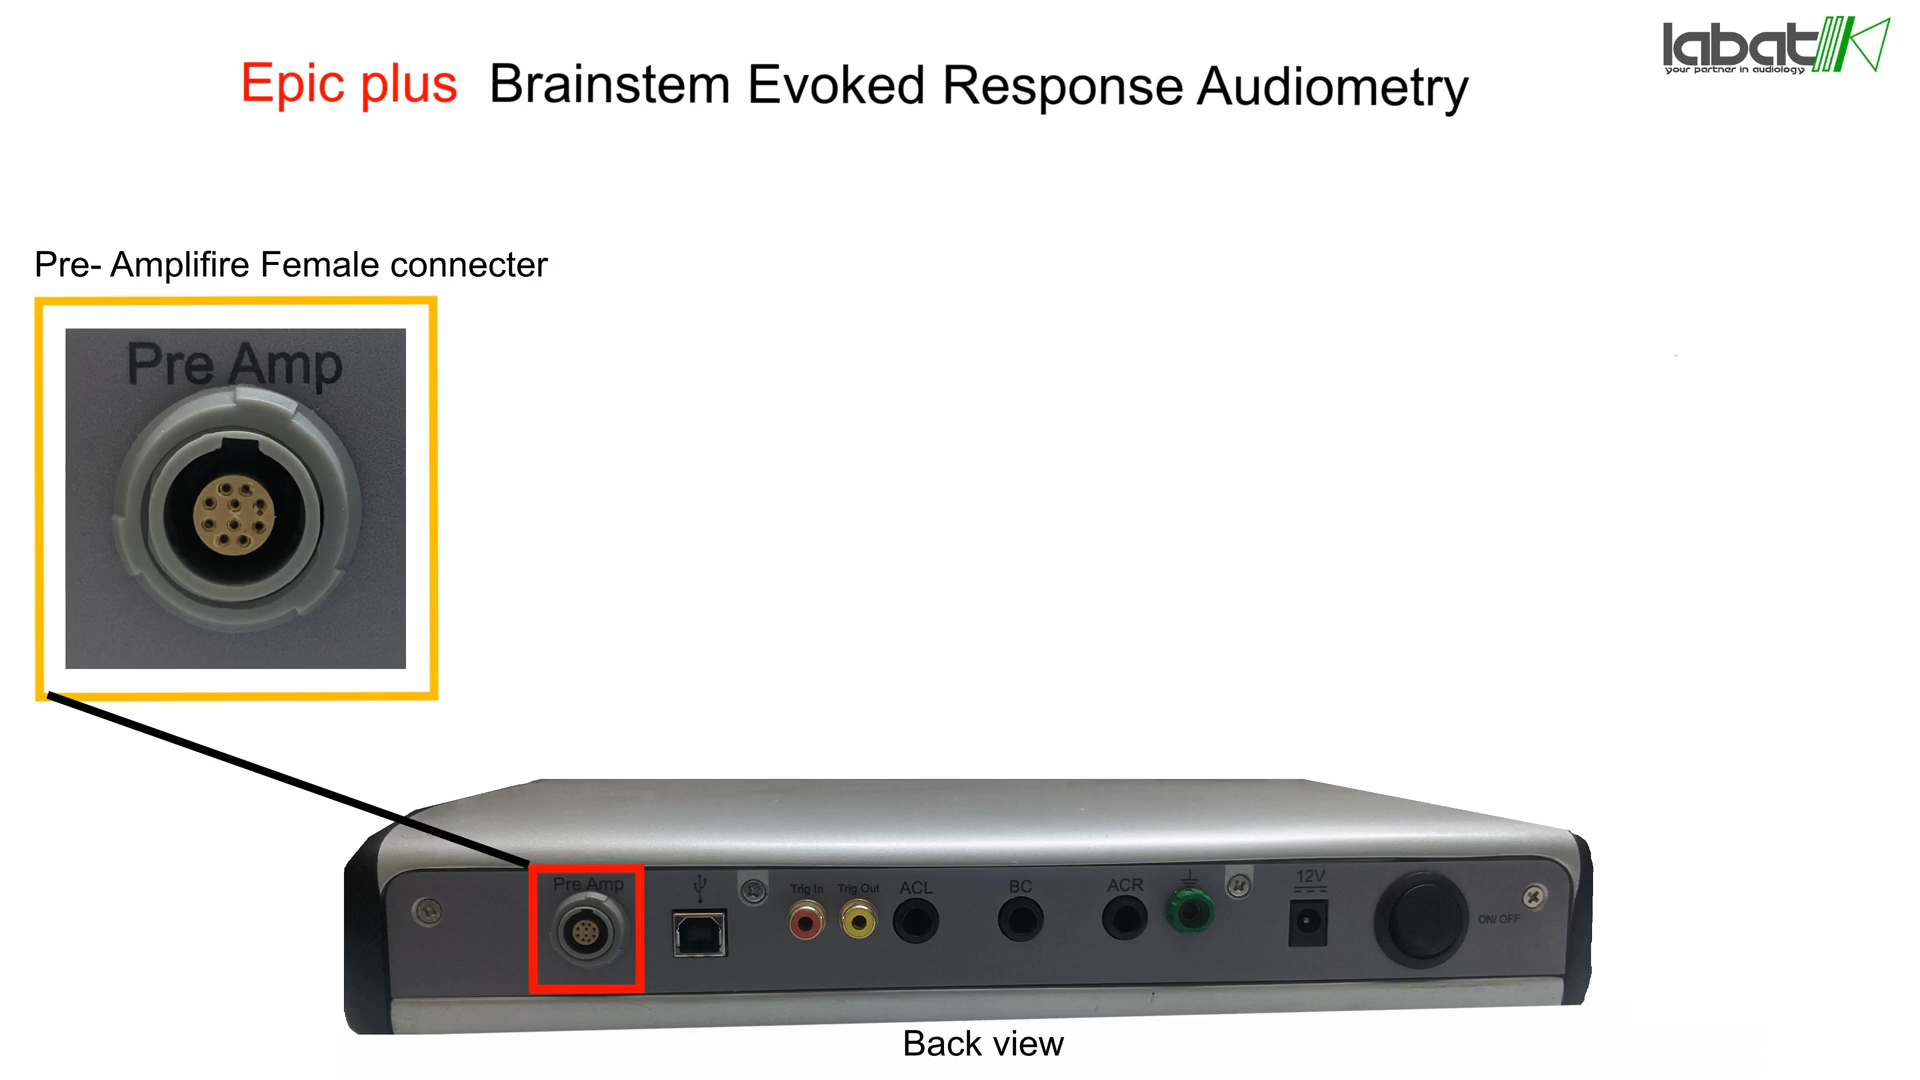 labat
your partner in audiology
Epic plus Brainstem Evoked Response Audiometry
Pre- Amplifire Female connecter
Pre Amp
Pre Amp
Trig In
Trig Out
ACL
BC
ACR
12V
ON/ OFF
Back view